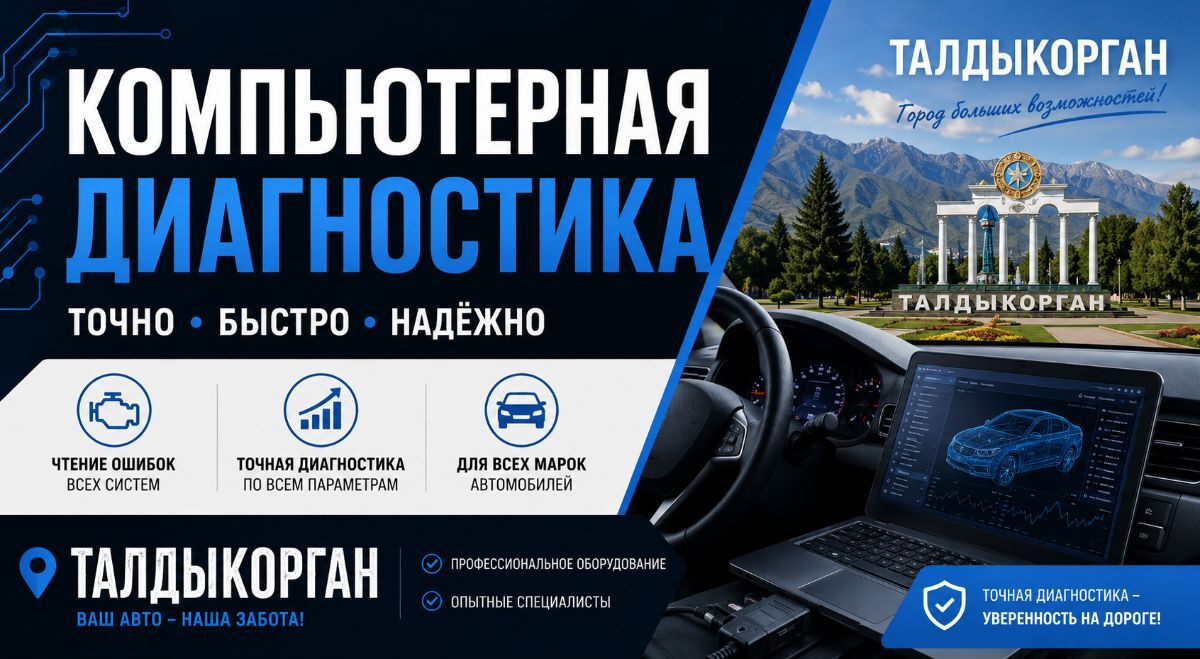 КОМПЬЮТЕРНАЯ
ДИАГНОСТИКА
ТОЧНО • БЫСТРО • НАДЁЖНО
ЧТЕНИЕ ОШИБОК
ВСЕХ СИСТЕМ
ТОЧНАЯ ДИАГНОСТИКА
ПО ВСЕМ ПАРАМЕТРАМ
ДЛЯ ВСЕХ МАРОК
АВТОМОБИЛЕЙ
ТАЛДЫКОРГАН
ВАШ АВТО – НАША ЗАБОТА!
ПРОФЕССИОНАЛЬНОЕ ОБОРУДОВАНИЕ
ОПЫТНЫЕ СПЕЦИАЛИСТЫ
ТАЛДЫКОРГАН
Город больших возможностей!
ТАЛДЫКОРГАН
ТОЧНАЯ ДИАГНОСТИКА –
УВЕРЕННОСТЬ НА ДОРОГЕ!